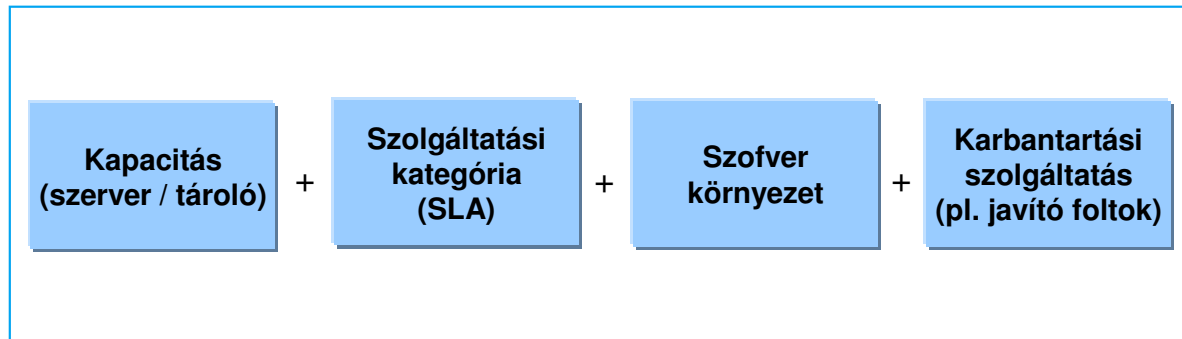 Kapacitás
(szerver / tároló)
+
Szolgáltatási
kategória
(SLA)
+
Szofver
környezet
+
Karbantartási
szolgáltatás
(pl. javító foltok)